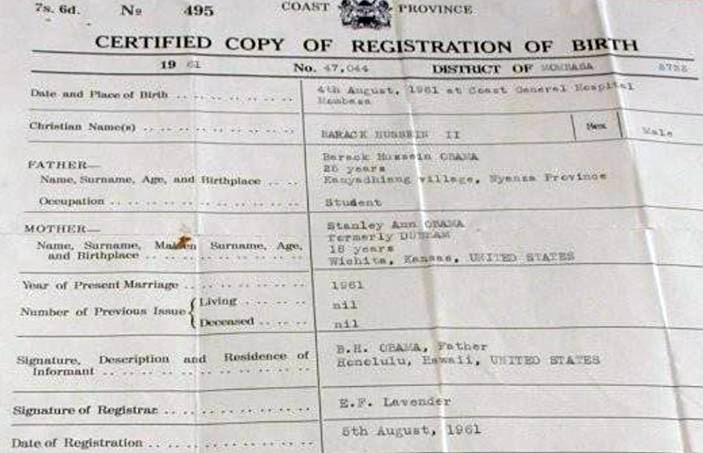 7s. 6d. No 495 COAST PROVINCE
CERTIFIED COPY OF REGISTRATION OF BIRTH
19 61 No. 47,044 DISTRICT OF MOMBASA
Date and Place of Birth 4th August, 1961 at Coast General Hospital
Mombasa
Christian Name(s) BARACK HUSSEIN II Sex Male
FATHER—
Name, Surname, Age, and Birthplace
Barack Hussein OBAMA
26 years
Kanyadhiang village, Nyanza Province
Occupation Student
MOTHER—
Name, Surname, Maiden Surname, Age,
and Birthplace
Stanley Ann OBAMA
formerly DUNHAM
18 years
Wichita, Kansas, UNITED STATES
Year of Present Marriage 1961
Number of Previous Issue
Living nil
Deceased nil
Signature, Description and Residence of
Informant
B.H. OBAMA, Father
Honolulu, Hawaii, UNITED STATES
Signature of Registrar E.F. Lavender
Date of Registration 5th August, 1961